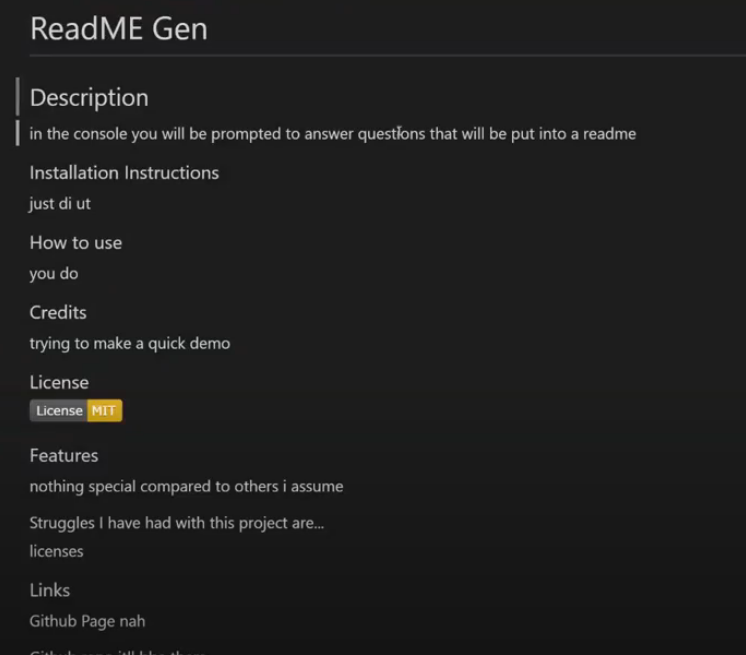 ReadME Gen
Description
in the console you will be prompted to answer questions that will be put into a readme
Installation Instructions
just di ut
How to use
you do
Credits
trying to make a quick demo
License
License MIT
Features
nothing special compared to others i assume
Struggles I have had with this project are...
licenses
Links
Github Page nah